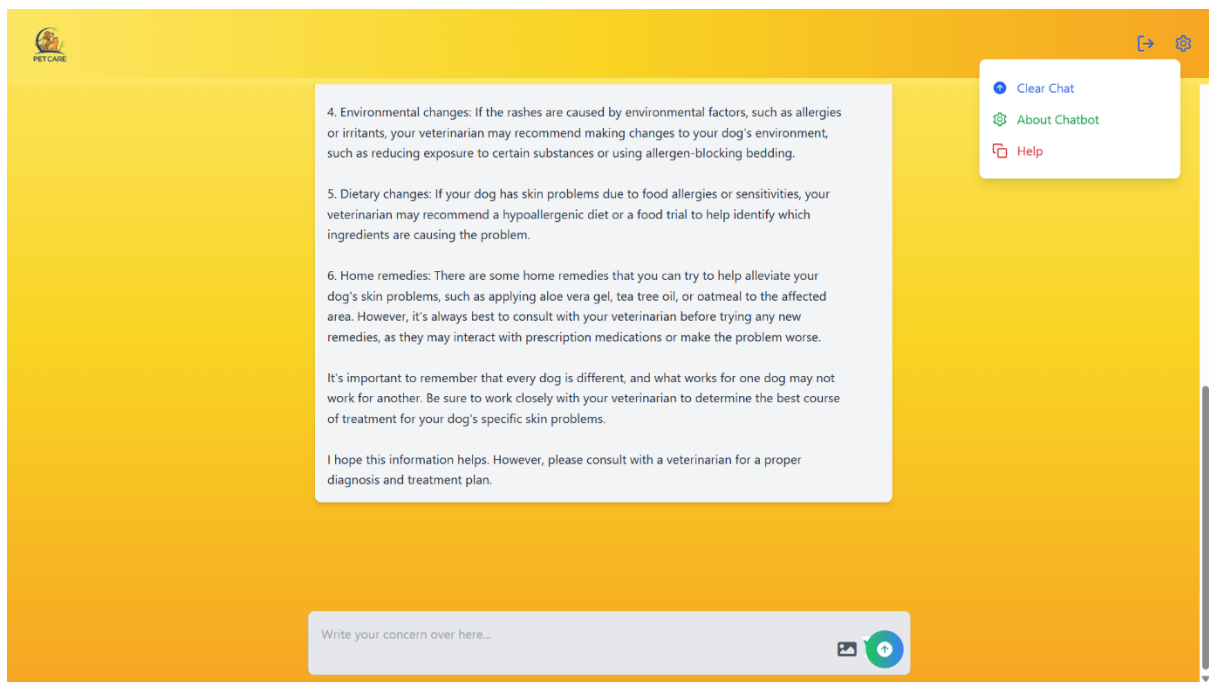 PET CARE
Clear Chat
About Chatbot
Help
4. Environmental changes: If the rashes are caused by environmental factors, such as allergies
or irritants, your veterinarian may recommend making changes to your dog's environment,
such as reducing exposure to certain substances or using allergen-blocking bedding.
5. Dietary changes: If your dog has skin problems due to food allergies or sensitivities, your
veterinarian may recommend a hypoallergenic diet or a food trial to help identify which
ingredients are causing the problem.
6. Home remedies: There are some home remedies that you can try to help alleviate your
dog's skin problems, such as applying aloe vera gel, tea tree oil, or oatmeal to the affected
area. However, it's always best to consult with your veterinarian before trying any new
remedies, as they may interact with prescription medications or make the problem worse.
It's important to remember that every dog is different, and what works for one dog may not
work for another. Be sure to work closely with your veterinarian to determine the best course
of treatment for your dog's specific skin problems.
I hope this information helps. However, please consult with a veterinarian for a proper
diagnosis and treatment plan.
Write your concern over here...